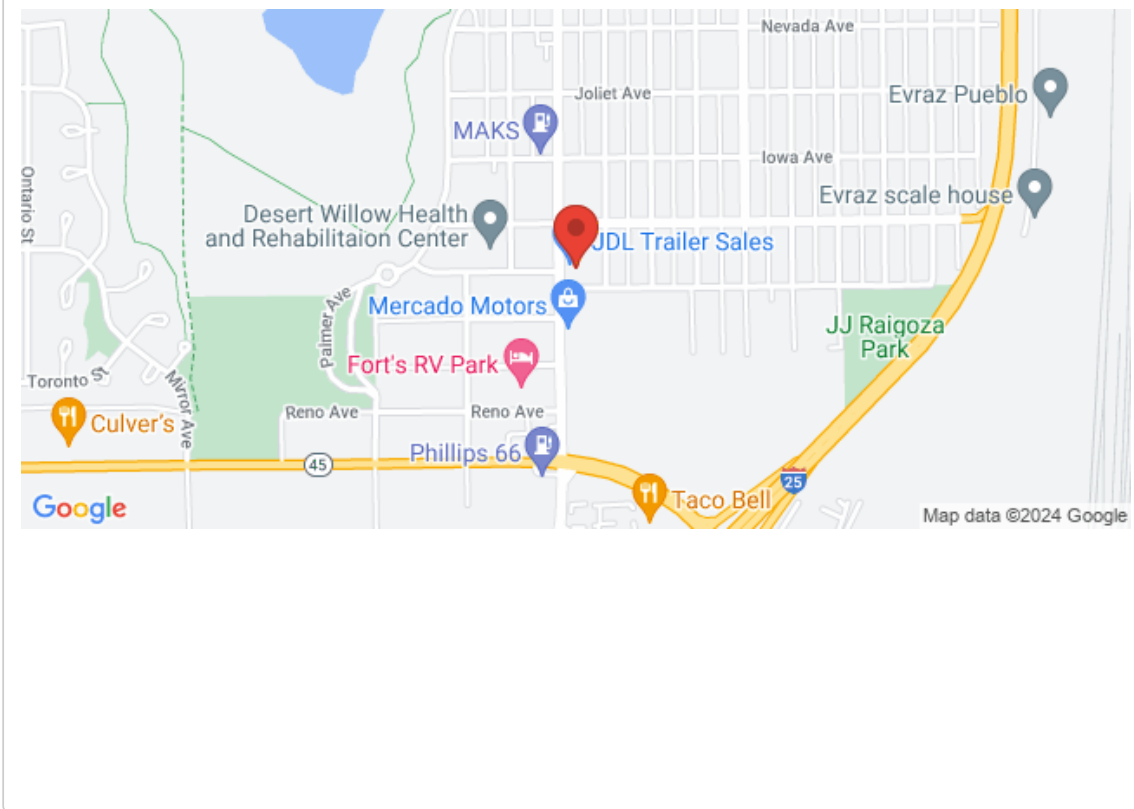 Nevada Ave
Joliet Ave
Evraz Pueblo
MAKS
Iowa Ave
Ontario St
Evraz scale house
Desert Willow Health
and Rehabilitaion Center
JDL Trailer Sales
Mercado Motors
Palmer Ave
JJ Raigoza
Park
Fort's RV Park
Toronto St
Mirror Ave
Culver's
Reno Ave
Reno Ave
Phillips 66
45
25
Taco Bell
Google
Map data ©2024 Google